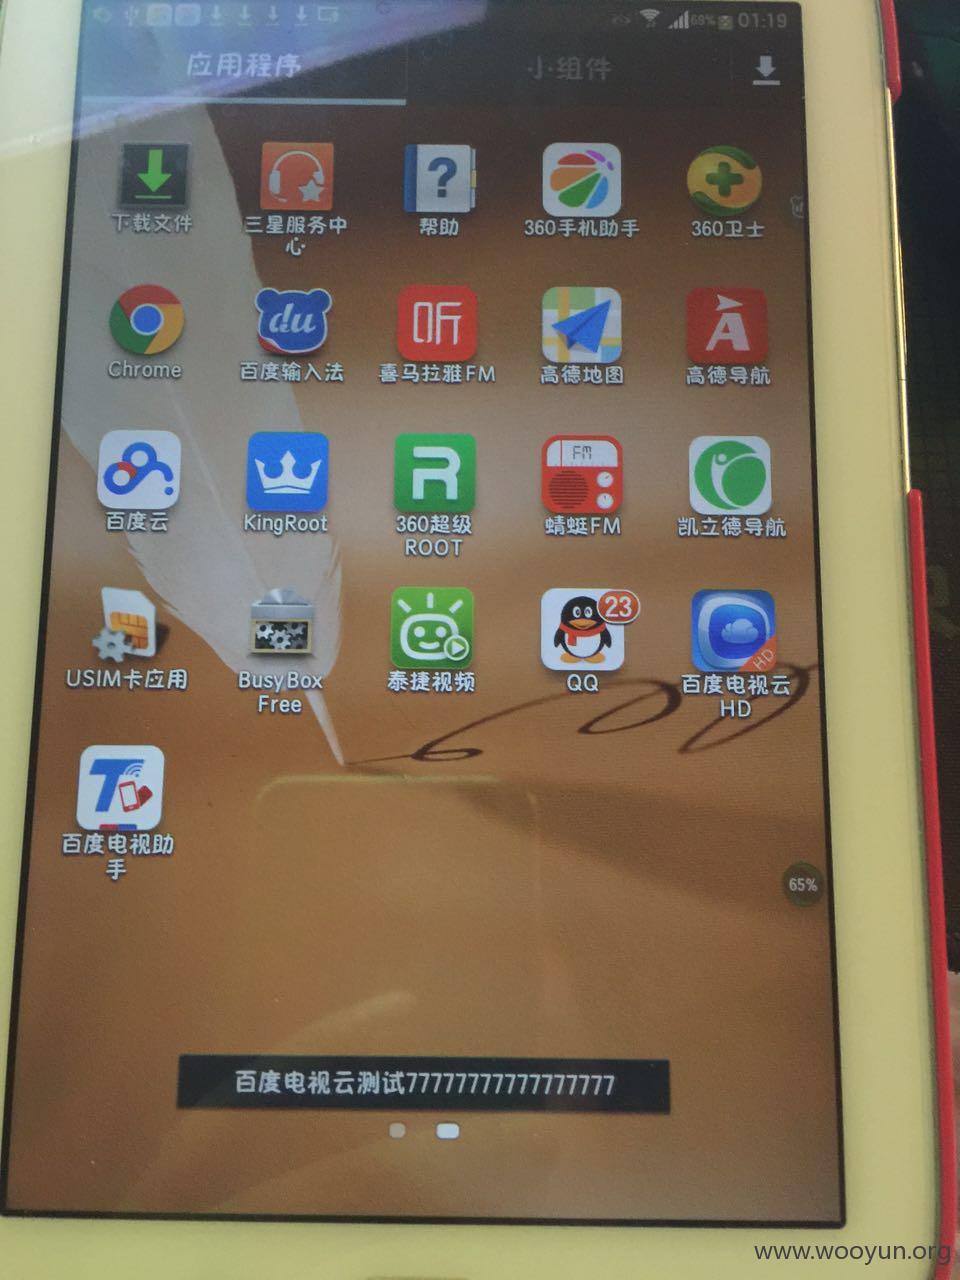 69% 01:19
应用程序
小组件
下载文件
三星服务中
心
帮助
360手机助手
360卫士
du
听
Chrome
百度输入法
喜马拉雅FM
高德地图
高德导航
FM
百度云
KingRoot
360超级
ROOT
蜻蜓FM
凯立德导航
23
HD
USIM卡应用
BusyBox
Free
泰捷视频
QQ
百度电视云
HD
百度电视助
手
65%
百度电视云测试77777777777777777
www.wooyun.org